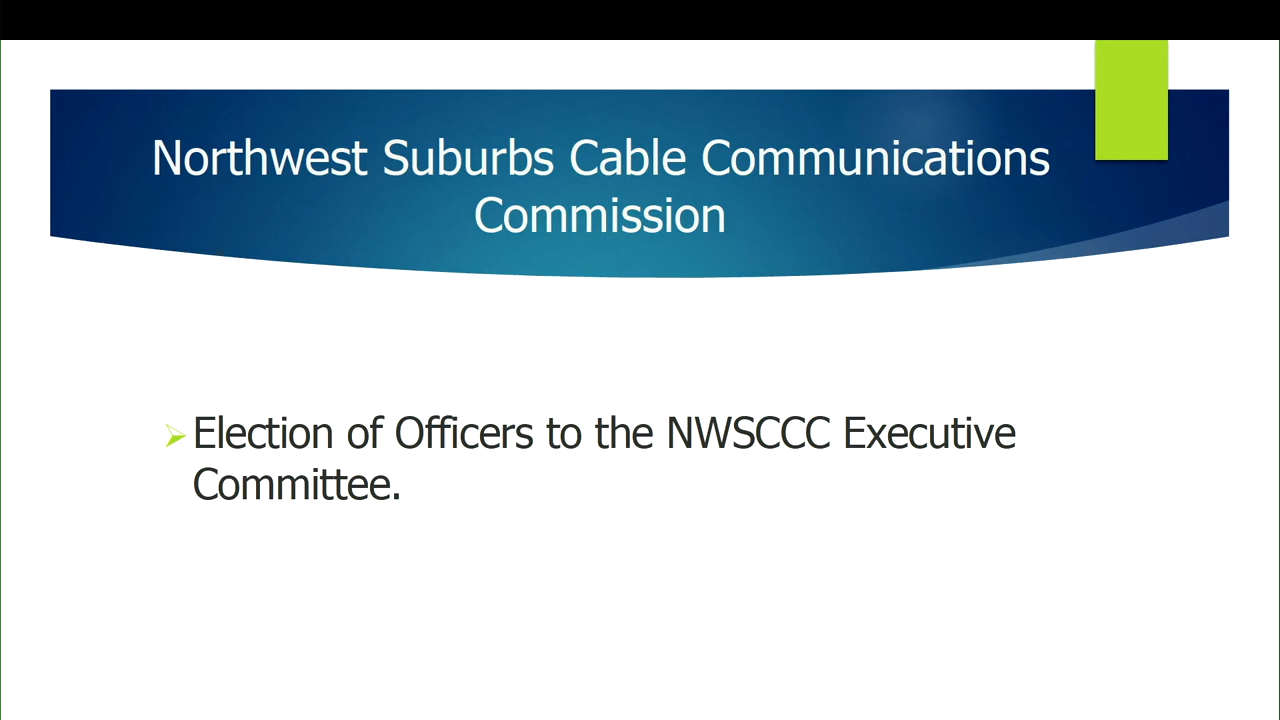 Northwest Suburbs Cable Communications
Commission
Election of Officers to the NWSCCC Executive
Committee.